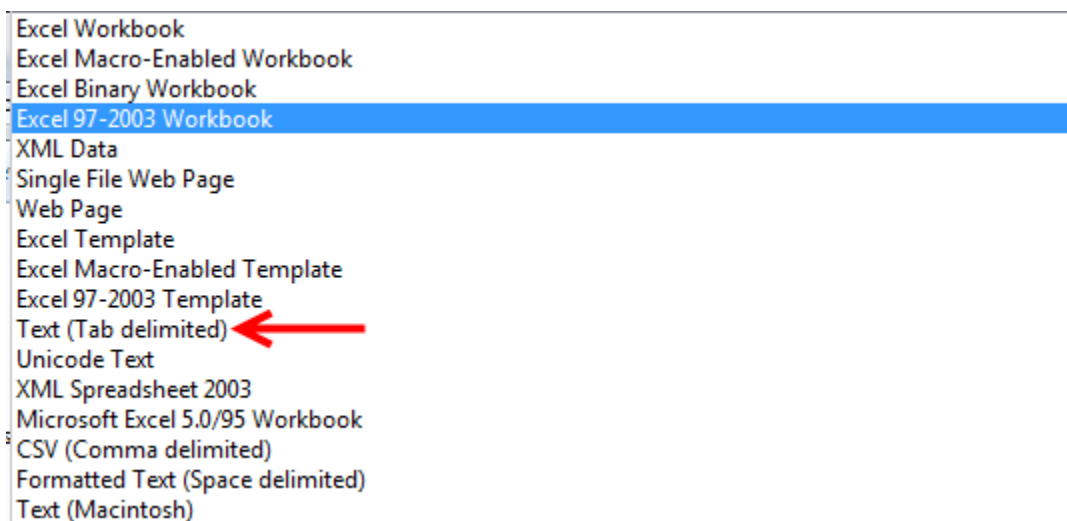 Excel Workbook
Excel Macro-Enabled Workbook
Excel Binary Workbook
Excel 97-2003 Workbook
XML Data
Single File Web Page
Web Page
Excel Template
Excel Macro-Enabled Template
Excel 97-2003 Template
Text (Tab delimited)
Unicode Text
XML Spreadsheet 2003
Microsoft Excel 5.0/95 Workbook
CSV (Comma delimited)
Formatted Text (Space delimited)
Text (Macintosh)